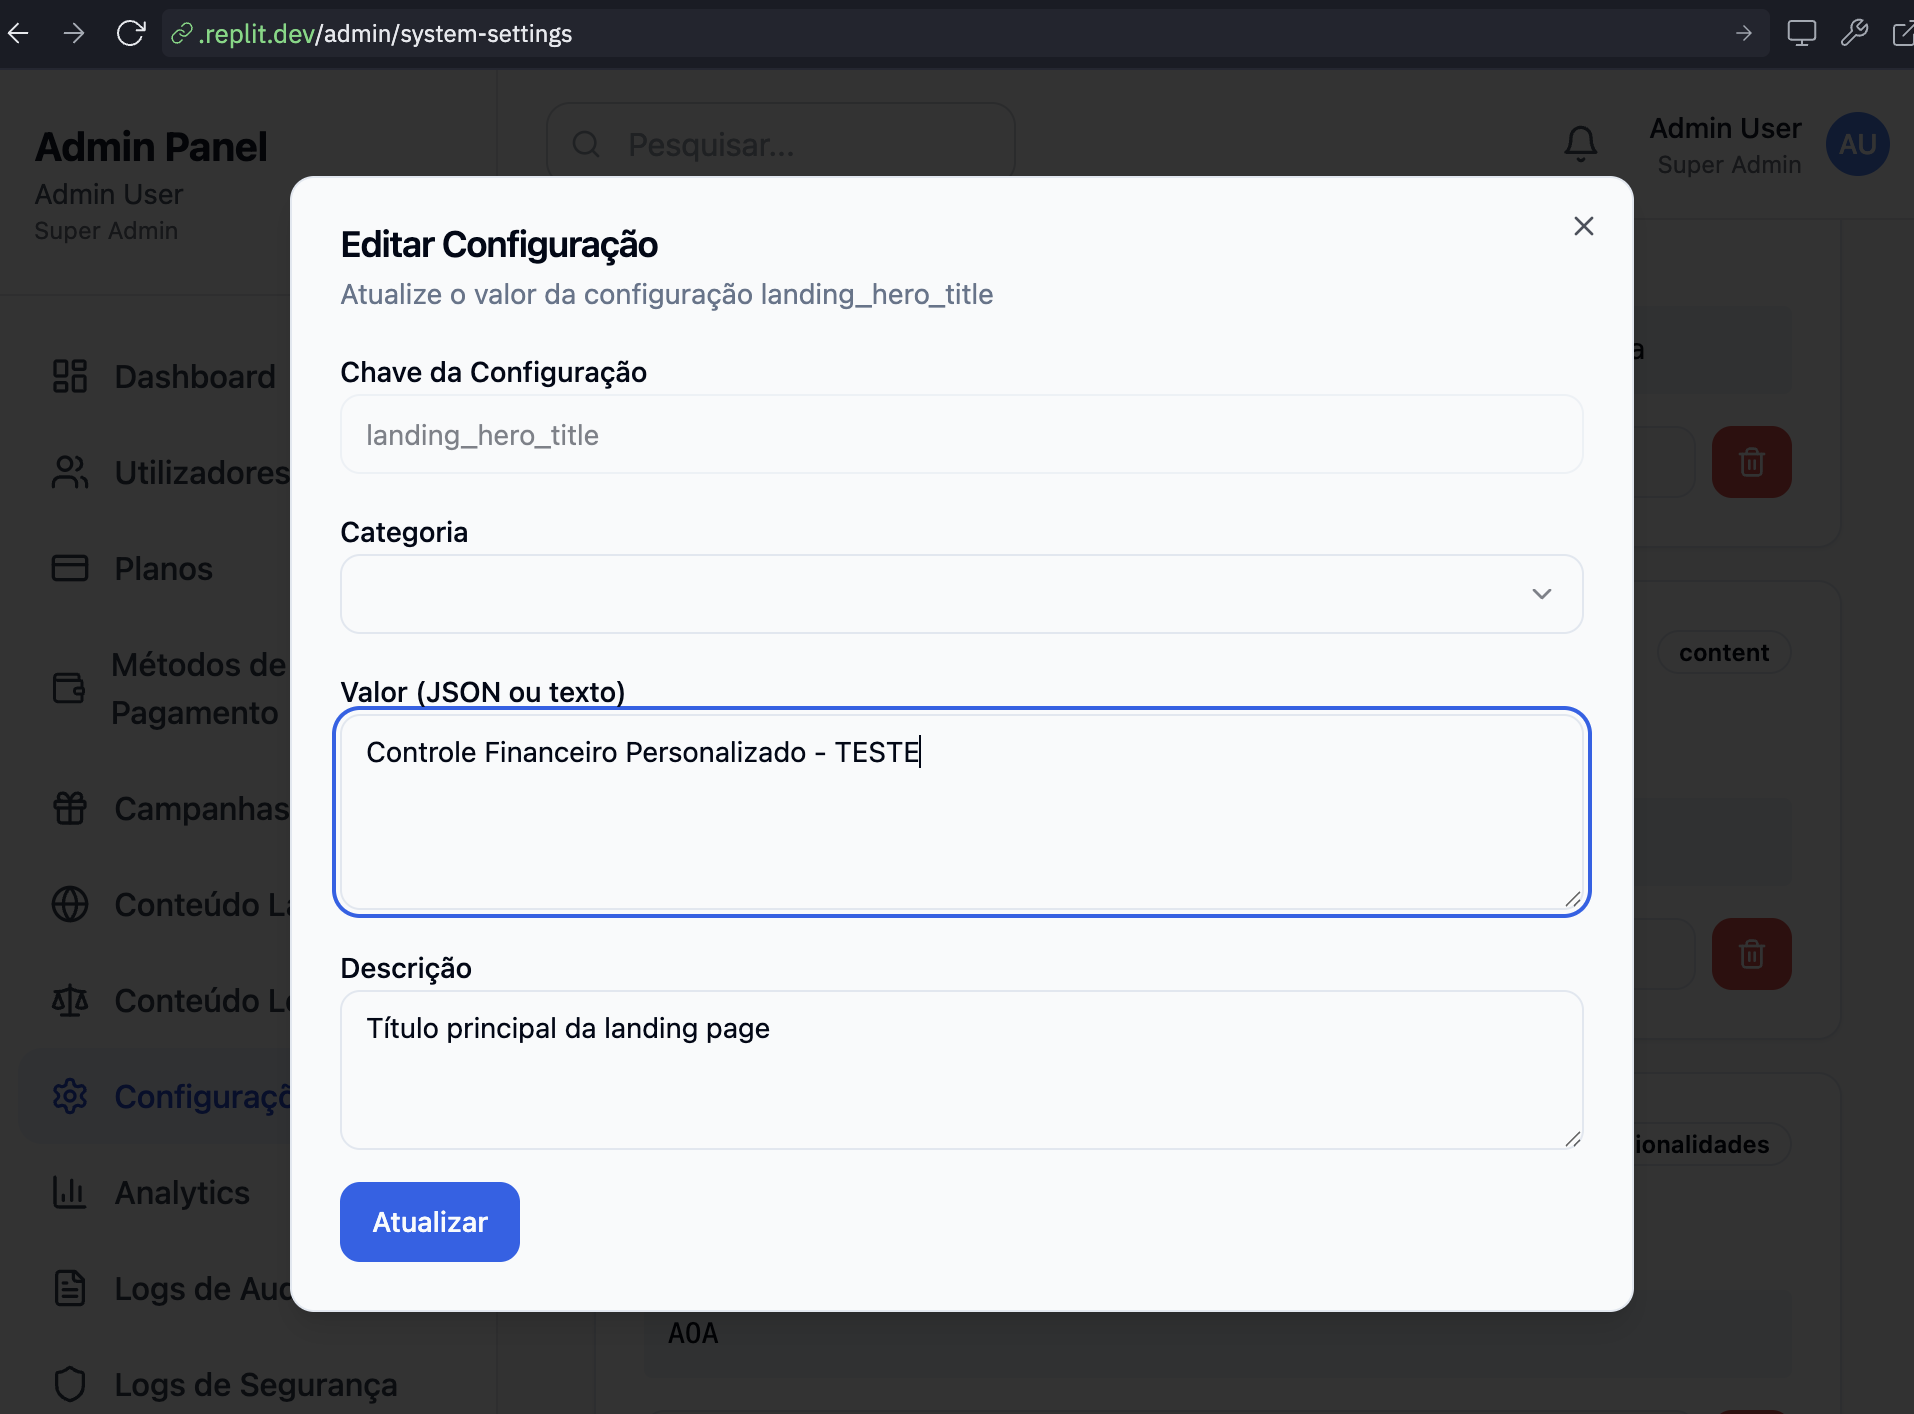 .replit.dev/admin/system-settings
Admin Panel
Admin User
Super Admin
Pesquisar...
Admin User
Super Admin
AU
Dashboard
Utilizadores
Planos
Métodos de
Pagamento
Campanhas
Conteúdo La
Conteúdo Le
Configuraçõ
Analytics
Logs de Aud
Logs de Segurança
Editar Configuração
Atualize o valor da configuração landing_hero_title
Chave da Configuração
landing_hero_title
Categoria
Valor (JSON ou texto)
Controle Financeiro Personalizado - TESTE
Descrição
Título principal da landing page
Atualizar
a
content
ionalidades
AOA